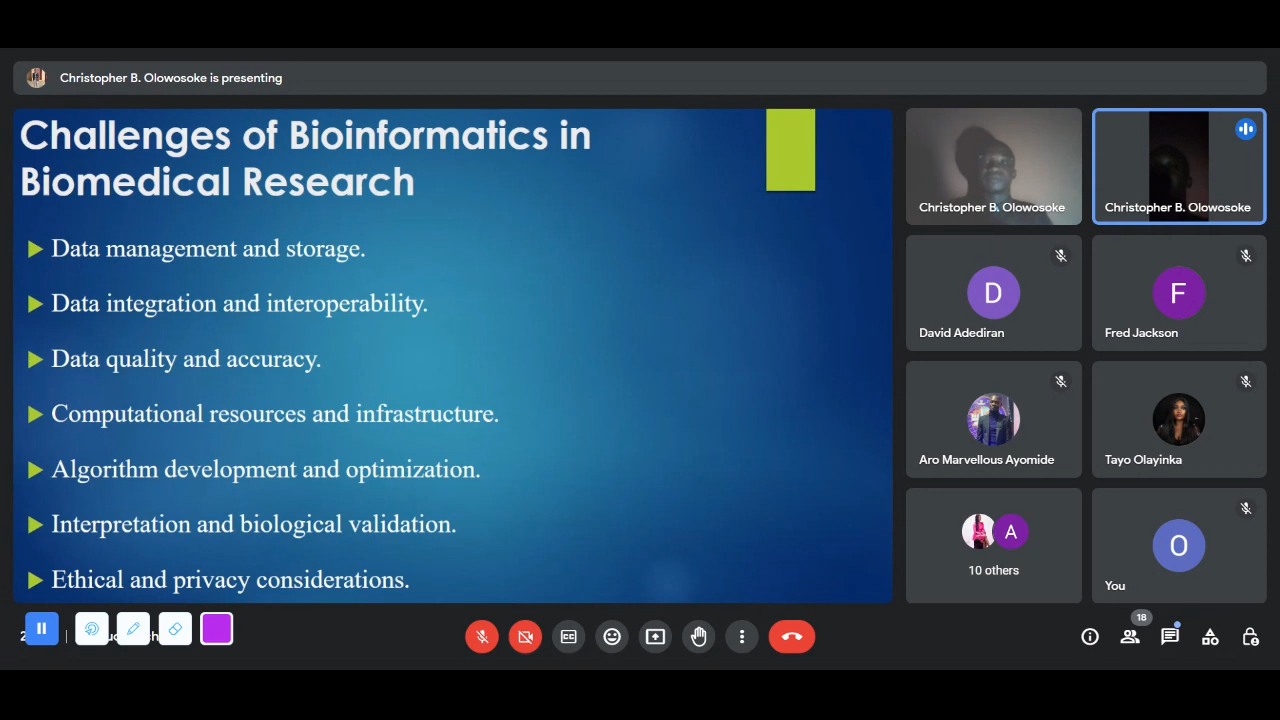 Christopher B. Olowosoke is presenting
Challenges of Bioinformatics in
Biomedical Research
Data management and storage.
Data integration and interoperability.
Data quality and accuracy.
Computational resources and infrastructure.
Algorithm development and optimization.
Interpretation and biological validation.
Ethical and privacy considerations.
Christopher B. Olowosoke
Christopher B. Olowosoke
D
David Adediran
F
Fred Jackson
Aro Marvellous Ayomide
Tayo Olayinka
A
10 others
O
You
CC
18